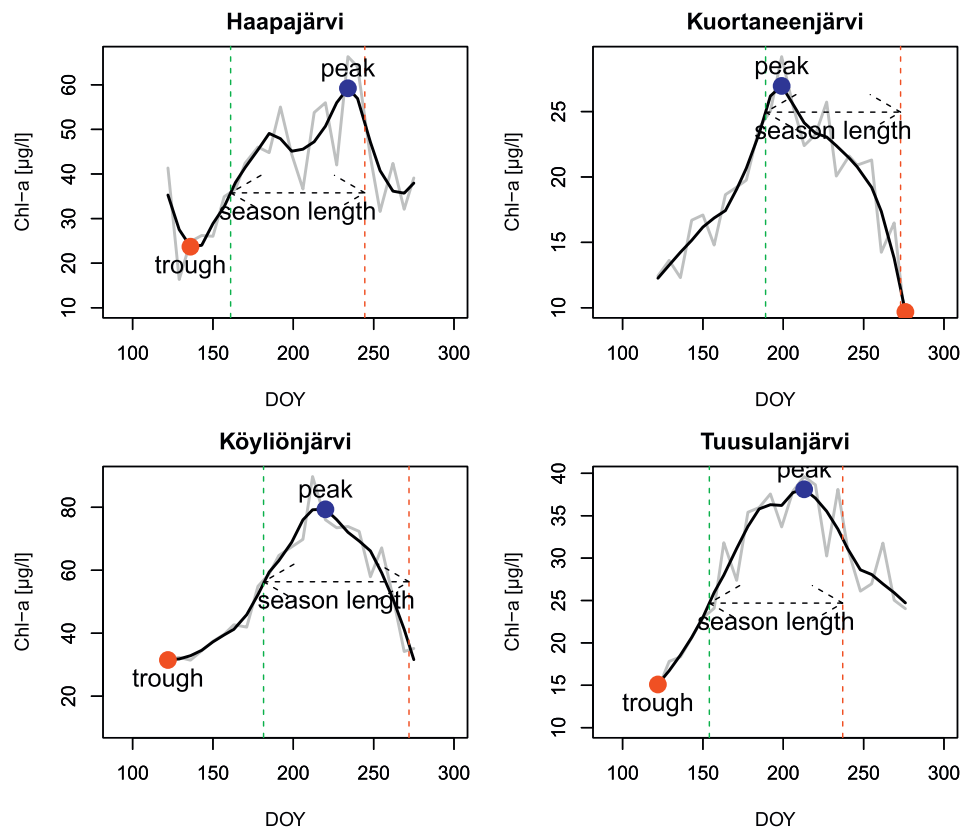 Haapajärvi
Chl−a [µg/l]
60
50
40
30
20
10
peak
season length
trough
100 150 200 250 300
DOY
Kuortaneenjärvi
Chl−a [µg/l]
25
20
15
10
peak
season length
100 150 200 250 300
DOY
Köyliönjärvi
Chl−a [µg/l]
80
60
40
20
peak
season length
trough
100 150 200 250 300
DOY
Tuusulanjärvi
Chl−a [µg/l]
40
35
30
25
20
15
10
peak
season length
trough
100 150 200 250 300
DOY